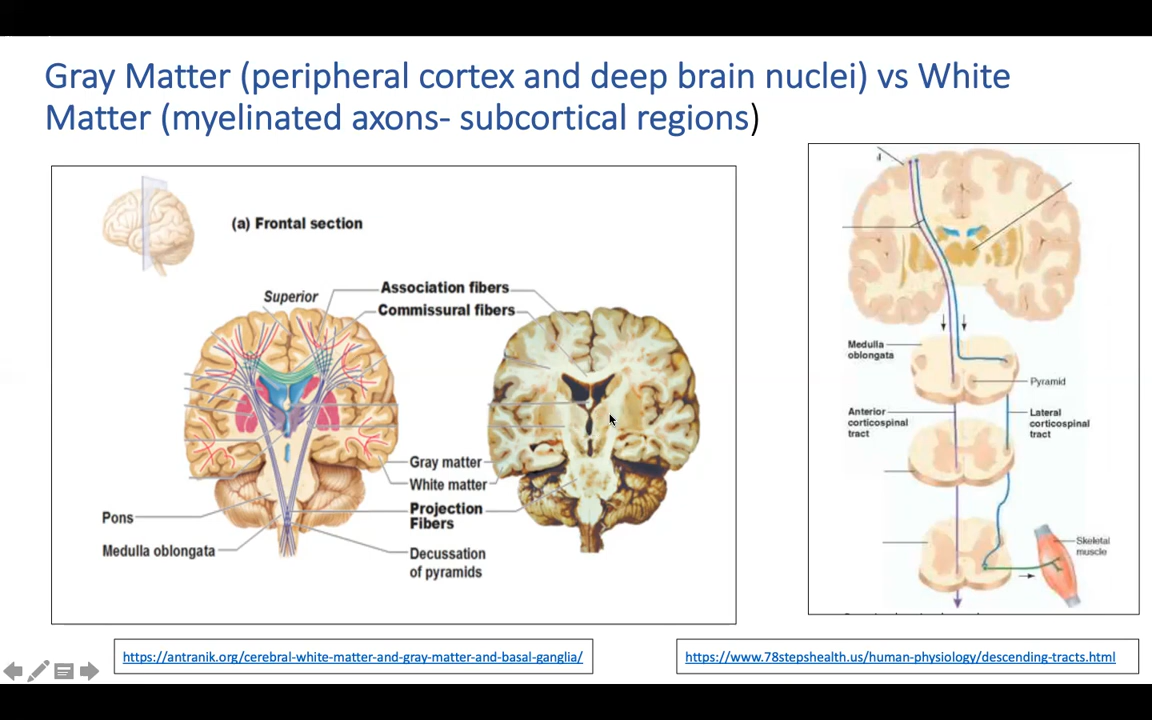 Gray Matter (peripheral cortex and deep brain nuclei) vs White
Matter (myelinated axons- subcortical regions)
(a) Frontal section
Superior
Association fibers
Commissural fibers
Gray matter
White matter
Projection
Fibers
Pons
Medulla oblongata
Decussation
of pyramids
Medulla
oblongata
Pyramid
Anterior
corticospinal
tract
Lateral
corticospinal
tract
Skeletal
muscle
https://antranik.org/cerebral-white-matter-and-gray-matter-and-basal-ganglia/
https://www.78stepshealth.us/human-physiology/descending-tracts.html